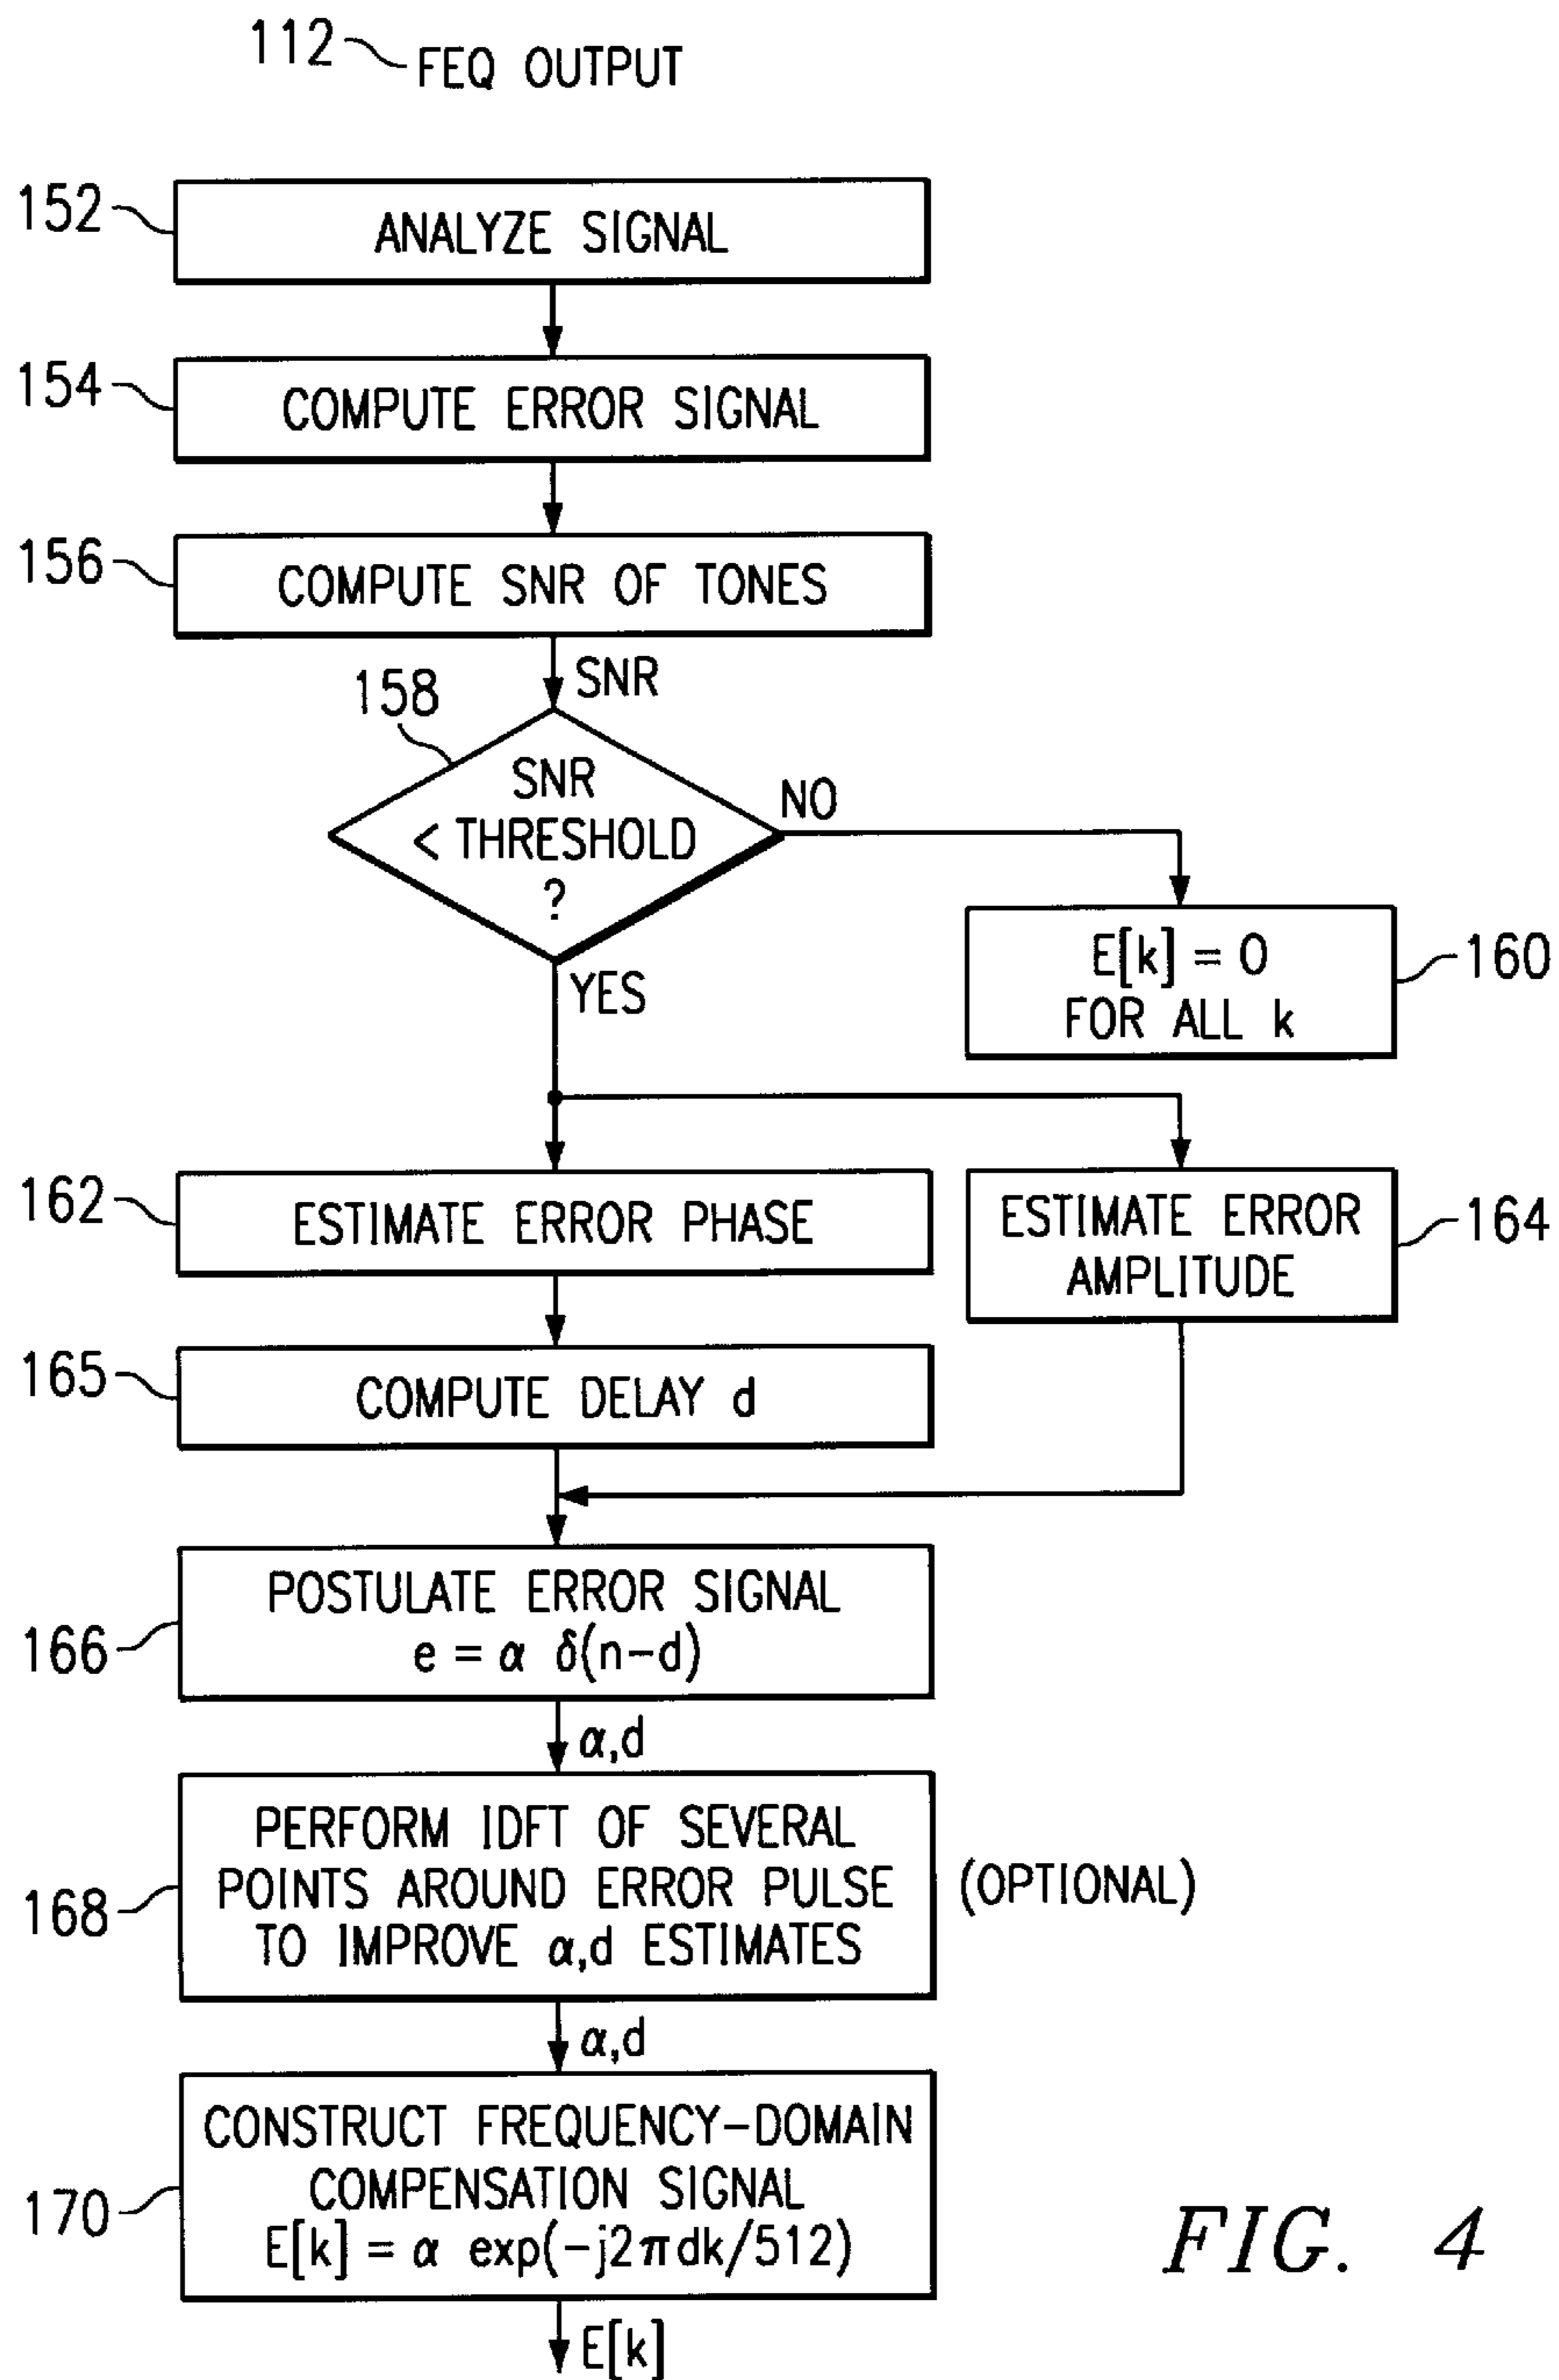 112
FEQ OUTPUT
152
ANALYZE SIGNAL
154
COMPUTE ERROR SIGNAL
156
COMPUTE SNR OF TONES
SNR
158
SNR
< THRESHOLD
?
NO
YES
E[k] = 0
FOR ALL k
160
162
ESTIMATE ERROR PHASE
ESTIMATE ERROR
AMPLITUDE
164
165
COMPUTE DELAY d
POSTULATE ERROR SIGNAL
e = α δ(n-d)
166
α,d
PERFORM IDFT OF SEVERAL
POINTS AROUND ERROR PULSE
TO IMPROVE α,d ESTIMATES
168
(OPTIONAL)
α,d
CONSTRUCT FREQUENCY-DOMAIN
COMPENSATION SIGNAL
E[k] = α exp(-j2πdk/512)
170
E[k]
FIG. 4